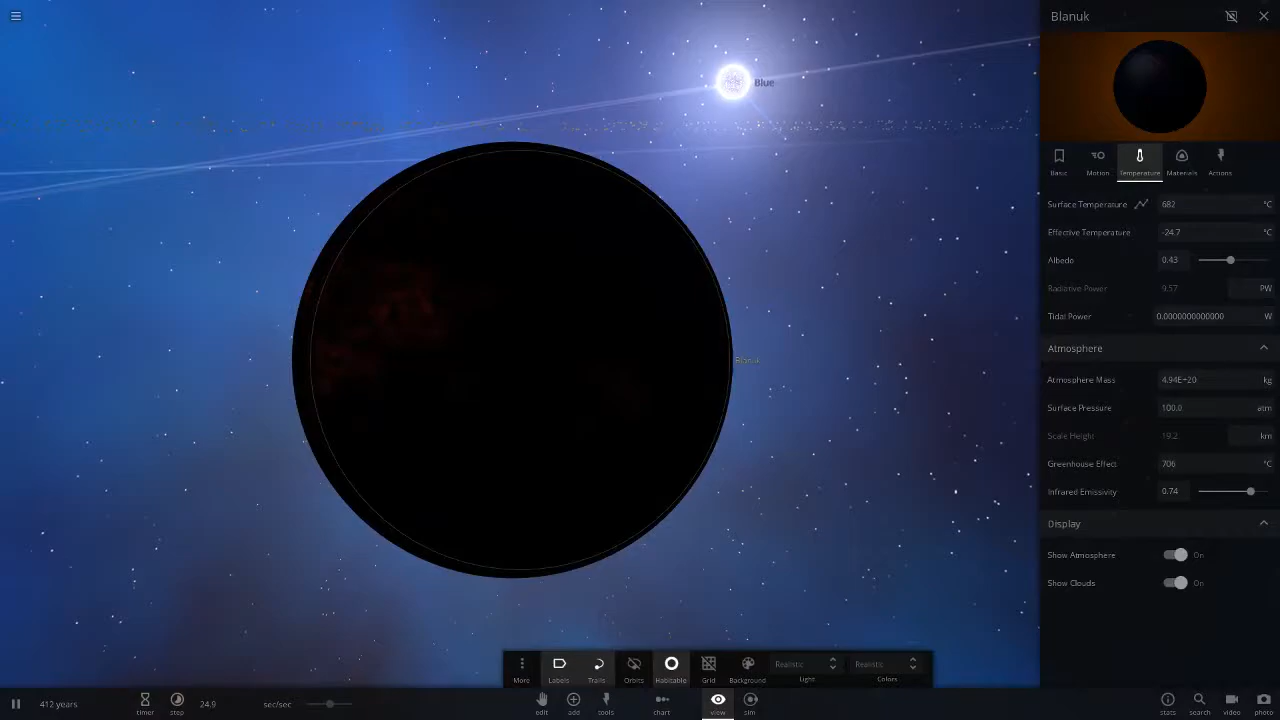 Blanuk
Blue
Basic Motion Temperature Materials Actions
Surface Temperature 682 °C
Effective Temperature -24.7 °C
Albedo 0.43
Radiative Power 9.57 PW
Tidal Power 0.0000000000000 W
Atmosphere
Blanuk
Atmosphere Mass 4.94E+20 kg
Surface Pressure 100.0 atm
Scale Height 19.2 km
Greenhouse Effect 706 °C
Infrared Emissivity 0.74
Display
Show Atmosphere On
Show Clouds On
More Labels Trails Orbits Habitable Grid Background Realistic Light Realistic Colors
412 years timer step 24.9 sec/sec edit add tools chart view sim stats search video photo